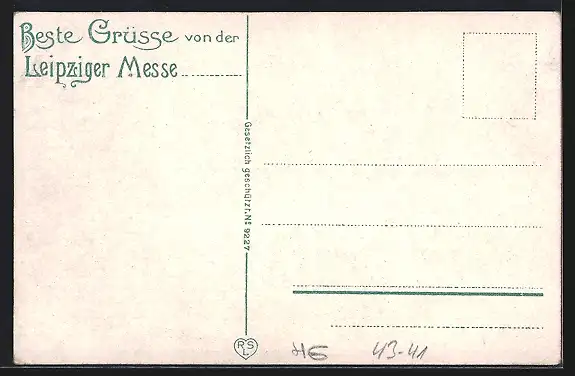 Beste Grüsse von der
Leipziger Messe
Gesetzlich geschützt. No 9227
RSL
HG 43-41